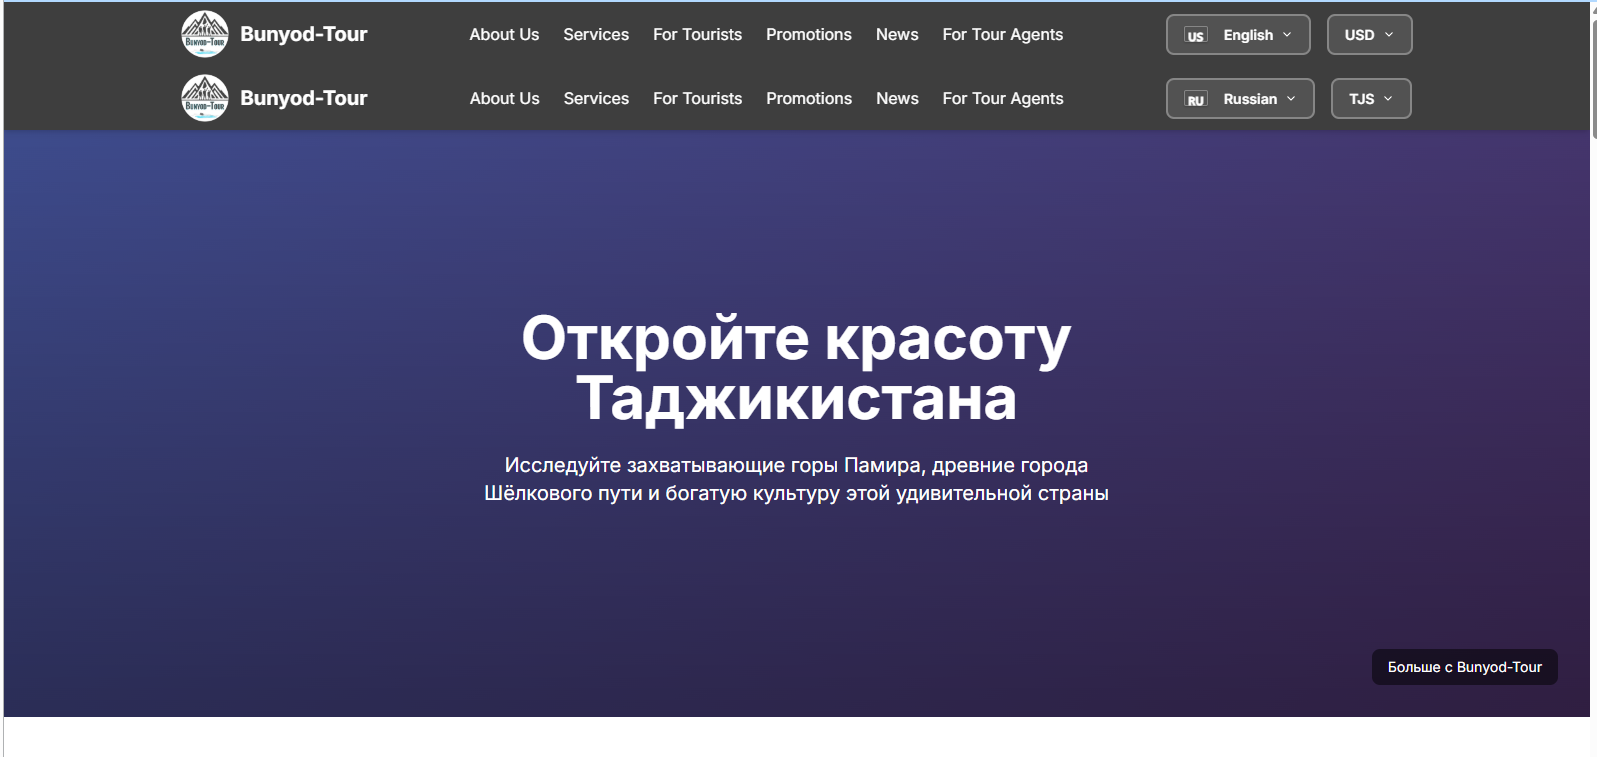 Bunyod-Tour Bunyod-Tour About Us Services For Tourists Promotions News For Tour Agents US English USD
Bunyod-Tour Bunyod-Tour About Us Services For Tourists Promotions News For Tour Agents RU Russian TJS
Откройте красоту
Таджикистана
Исследуйте захватывающие горы Памира, древние города
Шёлкового пути и богатую культуру этой удивительной страны
Больше с Bunyod-Tour